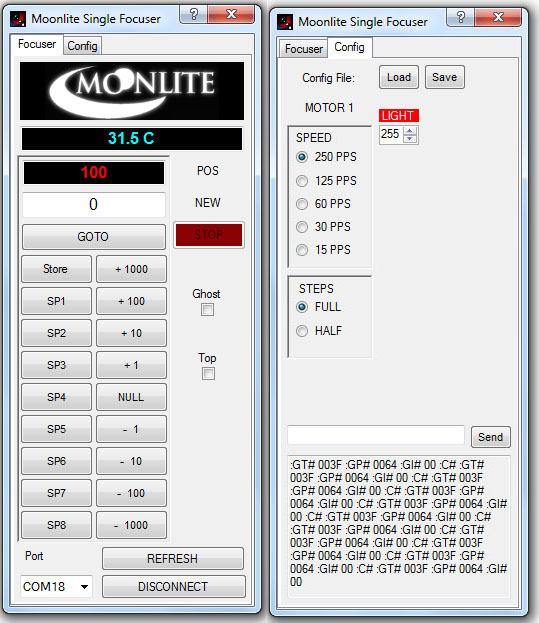 Moonlite Single Focuser
Focuser Config
MOONLITE
31.5 C
100 POS
0 NEW
GOTO STOP
Store + 1000
SP1 + 100 Ghost
SP2 + 10
SP3 + 1 Top
SP4 NULL
SP5 - 1
SP6 - 10
SP7 - 100
SP8 - 1000
Port REFRESH
COM18 DISCONNECT
Moonlite Single Focuser
Focuser Config
Config File: Load Save
MOTOR 1 LIGHT
255
SPEED
250 PPS
125 PPS
60 PPS
30 PPS
15 PPS
STEPS
FULL
HALF
Send
:GT# 003F :GP# 0064 :GI# 00 :C# :GT#
003F :GP# 0064 :GI# 00 :C# :GT# 003F
:GP# 0064 :GI# 00 :C# :GT# 003F :GP#
0064 :GI# 00 :C# :GT# 003F :GP# 0064 :GI#
00 :C# :GT# 003F :GP# 0064 :GI# 00 :C#
:GT# 003F :GP# 0064 :GI# 00 :C# :GT#
003F :GP# 0064 :GI# 00 :C# :GT# 003F
:GP# 0064 :GI# 00 :C# :GT# 003F :GP#
0064 :GI# 00 :C# :GT# 003F :GP# 0064 :GI#
00